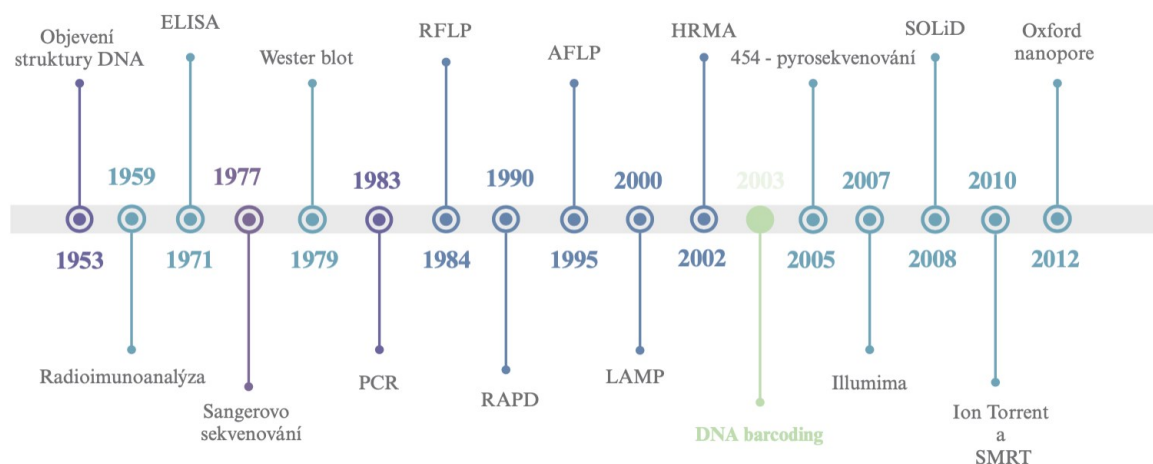 Objevení
struktury DNA
ELISA
Wester blot
RFLP
AFLP
HRMA
454 - pyrosekvenování
SOLiD
Oxford
nanopore
1959
1977
1983
1990
2000
2003
2007
2010
1953
1971
1979
1984
1995
2002
2005
2008
2012
Radioimunoanalýza
Sangerovo
sekvenování
PCR
RAPD
LAMP
DNA barcoding
Illumima
Ion Torrent
a
SMRT